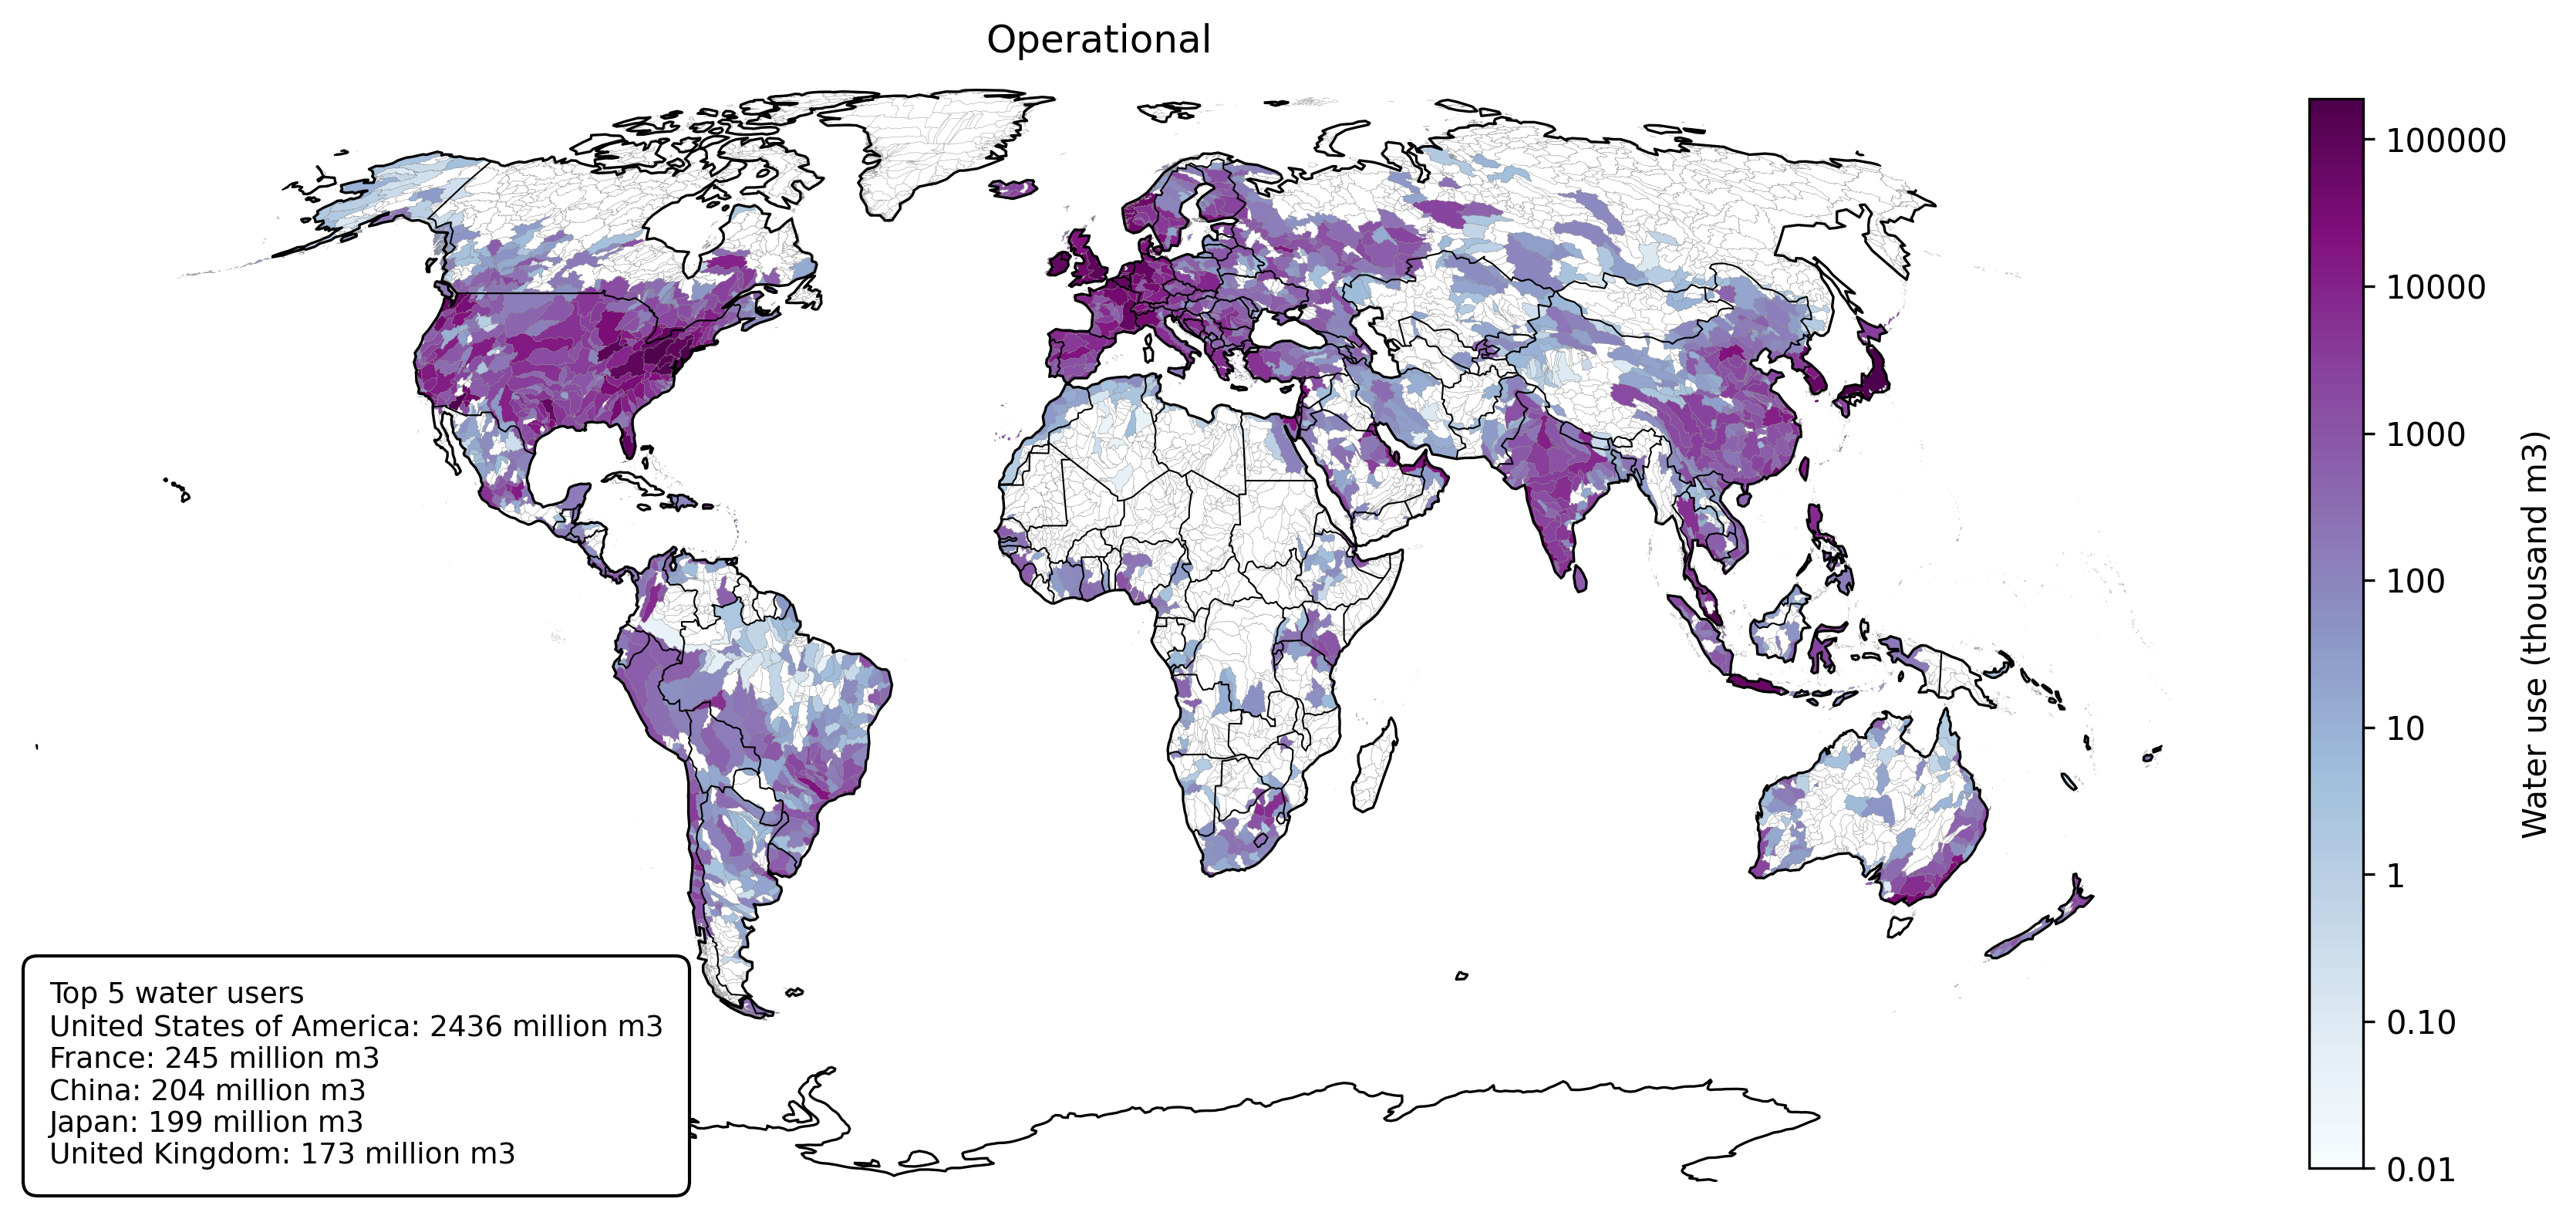 Operational
100000
10000
1000
100
10
1
0.10
0.01
Water use (thousand m3)
Top 5 water users
United States of America: 2436 million m3
France: 245 million m3
China: 204 million m3
Japan: 199 million m3
United Kingdom: 173 million m3